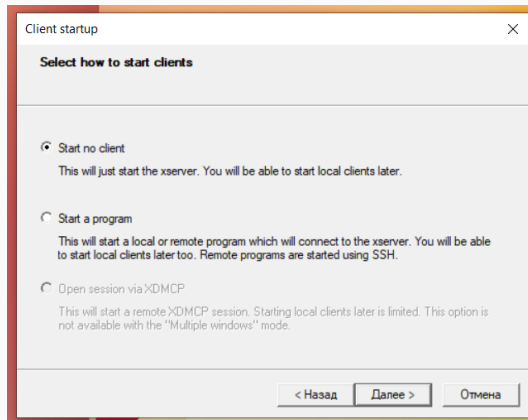 Client startup
Select how to start clients
Start no client
This will just start the xserver. You will be able to start local clients later.
Start a program
This will start a local or remote program which will connect to the xserver. You will be able
to start local clients later too. Remote programs are started using SSH.
Open session via XDMCP
This will start a remote XDMCP session. Starting local clients later is limited. This option is
not available with the "Multiple windows" mode.
< Назад
Далее >
Отмена